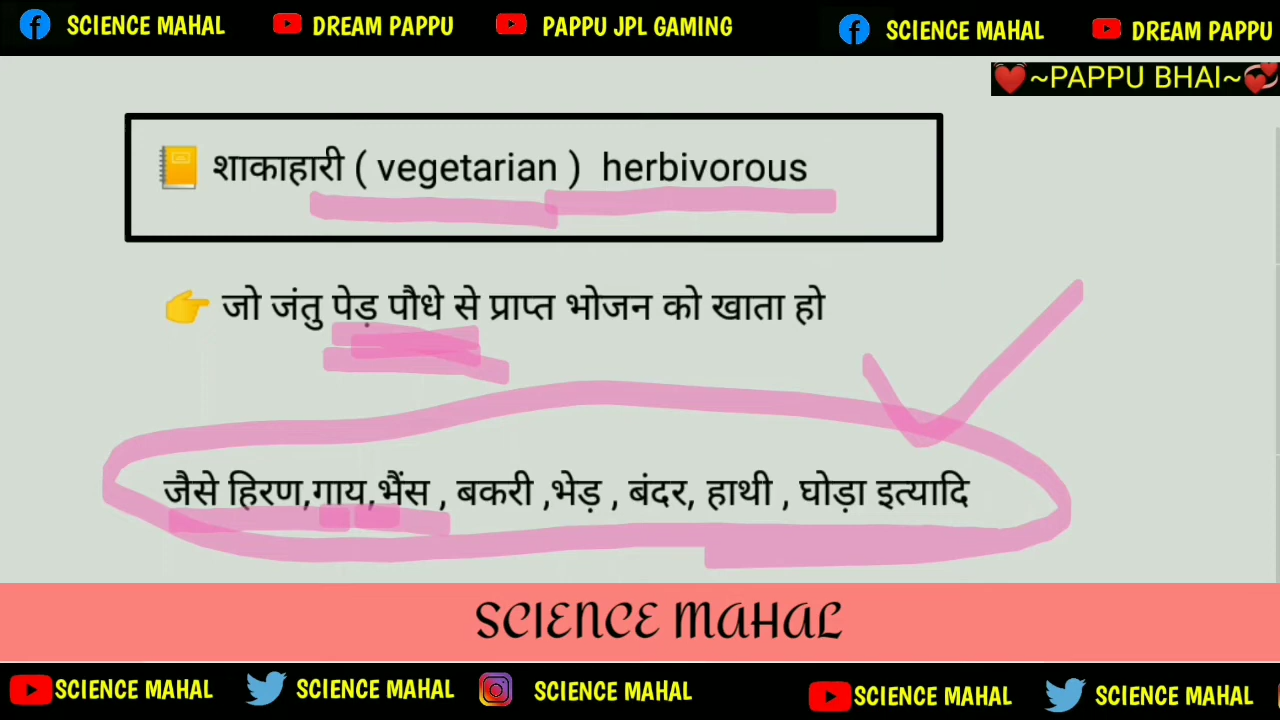 SCIENCE MAHAL DREAM PAPPU PAPPU JPL GAMING SCIENCE MAHAL DREAM PAPPU
~PAPPU BHAI~
शाकाहारी ( vegetarian ) herbivorous
जो जंतु पेड़ पौधे से प्राप्त भोजन को खाता हो
जैसे हिरण,गाय,भैंस , बकरी ,भेड़ , बंदर, हाथी , घोड़ा इत्यादि
SCIENCE MAHAL
SCIENCE MAHAL SCIENCE MAHAL SCIENCE MAHAL SCIENCE MAHAL SCIENCE MAHAL